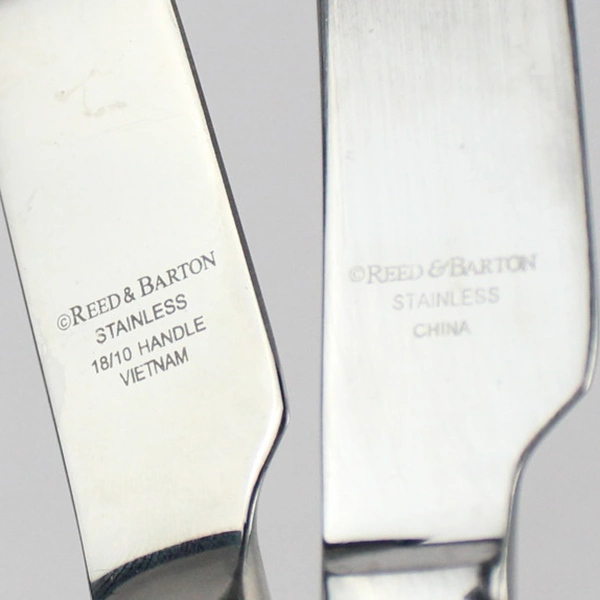 ©REED & BARTON
STAINLESS
18/10 HANDLE
VIETNAM
©REED & BARTON
STAINLESS
CHINA